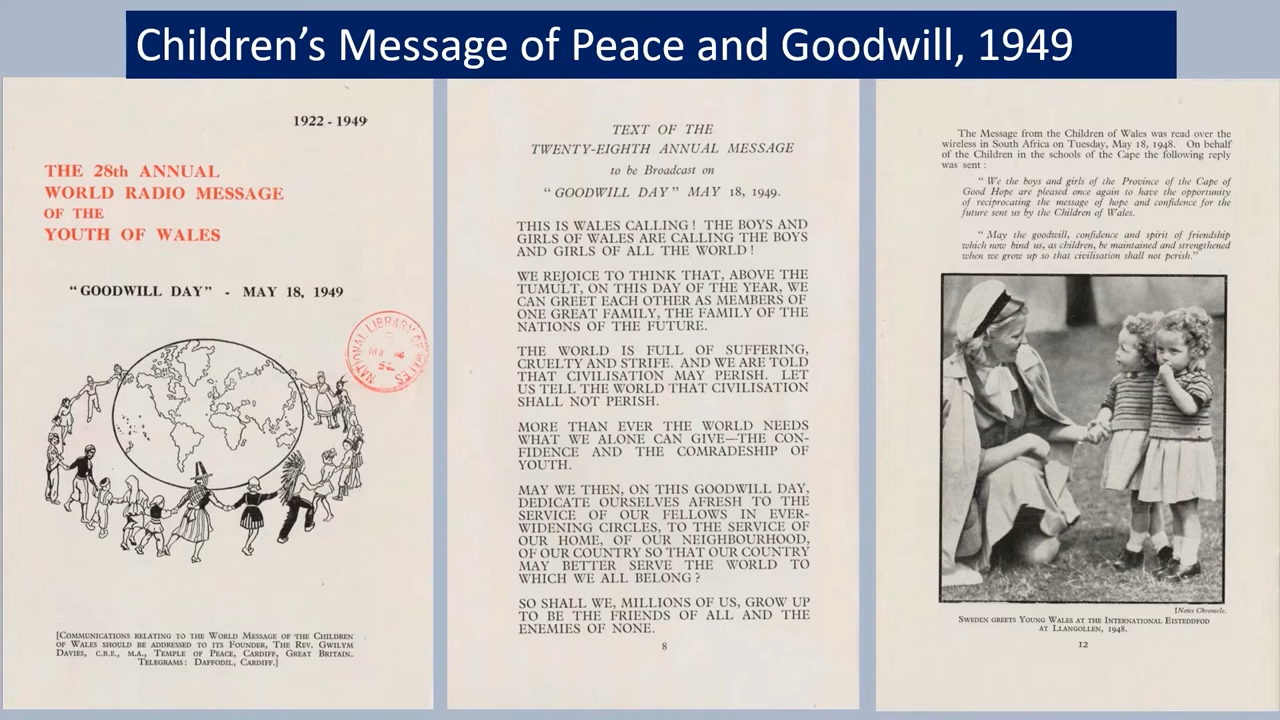 Children's Message of Peace and Goodwill, 1949
1922 - 1949
THE 28th ANNUAL
WORLD RADIO MESSAGE
OF THE
YOUTH OF WALES
"GOODWILL DAY" - MAY 18, 1949
NATIONAL LIBRARY OF WALES
52
[Communications relating to the World Message of the Children
of Wales should be addressed to its Founder, The Rev. Gwilym
Davies, C.B.E., M.A., Temple of Peace, Cardiff, Great Britain.
Telegrams: Daffodil, Cardiff.]
TEXT OF THE
TWENTY-EIGHTH ANNUAL MESSAGE
to be Broadcast on
"GOODWILL DAY" MAY 18, 1949.
THIS IS WALES CALLING! THE BOYS AND
GIRLS OF WALES ARE CALLING THE BOYS
AND GIRLS OF ALL THE WORLD!
WE REJOICE TO THINK THAT, ABOVE THE
TUMULT, ON THIS DAY OF THE YEAR, WE
CAN GREET EACH OTHER AS MEMBERS OF
ONE GREAT FAMILY, THE FAMILY OF THE
NATIONS OF THE FUTURE.
THE WORLD IS FULL OF SUFFERING,
CRUELTY AND STRIFE. AND WE ARE TOLD
THAT CIVILISATION MAY PERISH. LET
US TELL THE WORLD THAT CIVILISATION
SHALL NOT PERISH.
MORE THAN EVER THE WORLD NEEDS
WHAT WE ALONE CAN GIVE—THE CON-
FIDENCE AND THE COMRADESHIP OF
YOUTH.
MAY WE THEN, ON THIS GOODWILL DAY,
DEDICATE OURSELVES AFRESH TO THE
SERVICE OF OUR FELLOWS IN EVER-
WIDENING CIRCLES, TO THE SERVICE OF
OUR HOME, OF OUR NEIGHBOURHOOD,
OF OUR COUNTRY SO THAT OUR COUNTRY
MAY BETTER SERVE THE WORLD TO
WHICH WE ALL BELONG?
SO SHALL WE, MILLIONS OF US, GROW UP
TO BE THE FRIENDS OF ALL AND THE
ENEMIES OF NONE.
8
The Message from the Children of Wales was read over the
wireless in South Africa on Tuesday, May 18, 1948. On behalf
of the Children in the schools of the Cape the following reply
was sent:
"We the boys and girls of the Province of the Cape of
Good Hope are pleased once again to have the opportunity
of reciprocating the message of hope and confidence for the
future sent us by the Children of Wales.
"May the goodwill, confidence and spirit of friendship
which now bind us, as children, be maintained and strengthened
when we grow up so that civilisation shall not perish."
[News Chronicle.
Sweden greets Young Wales at the International Eisteddfod
at Llangollen, 1948.
12